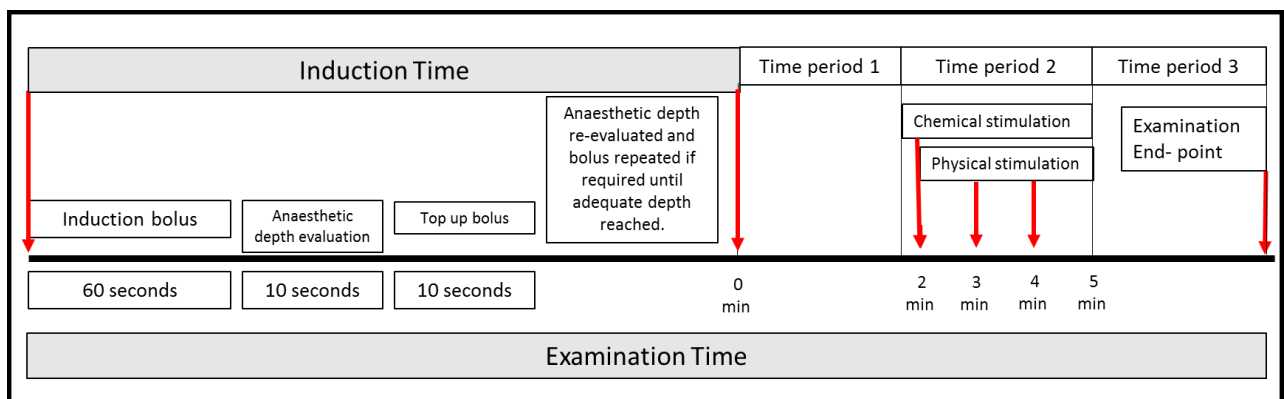 Induction Time
Time period 1
Time period 2
Time period 3
Anaesthetic depth
re-evaluated and
bolus repeated if
required until
adequate depth
reached.
Chemical stimulation
Physical stimulation
Examination
End- point
Induction bolus
Anaesthetic
depth evaluation
Top up bolus
60 seconds
10 seconds
10 seconds
0
min
2
min
3
min
4
min
5
min
Examination Time